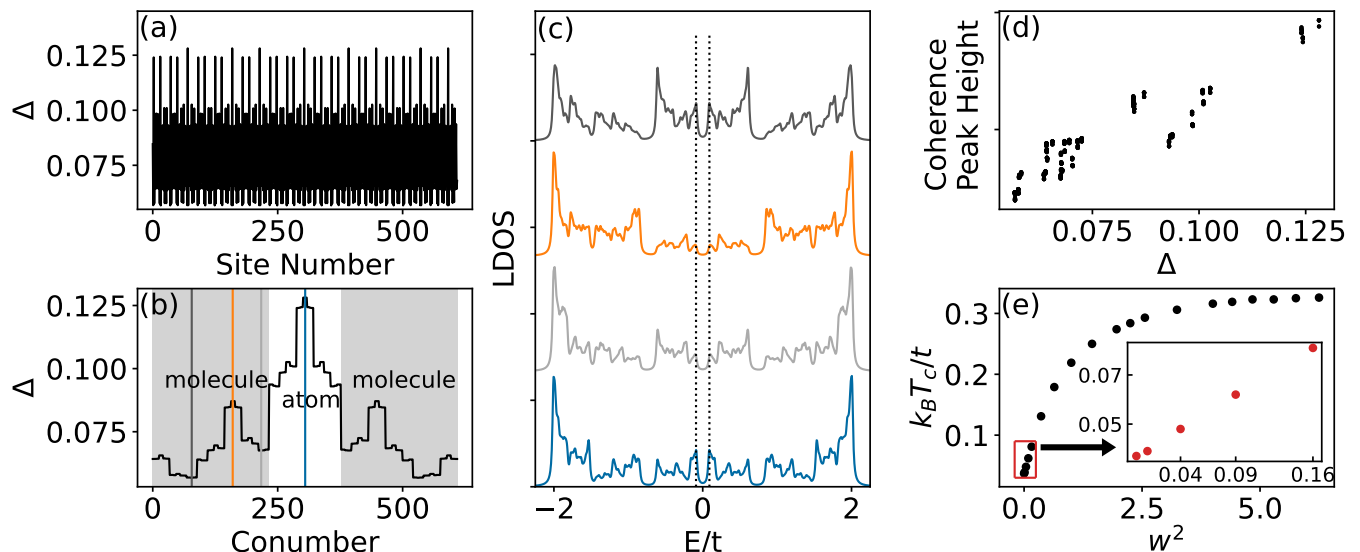 (a)
0.125
0.100
0.075
Δ
0
250
500
Site Number
(b)
0.125
0.100
0.075
Δ
molecule
atom
molecule
0
250
500
Conumber
(c)
LDOS
−2
0
2
E/t
(d)
Coherence
Peak Height
0.075
0.100
0.125
Δ
(e)
0.3
0.2
0.1
k_BT_c/t
0.07
0.05
0.04
0.09
0.16
0.0
2.5
5.0
w²